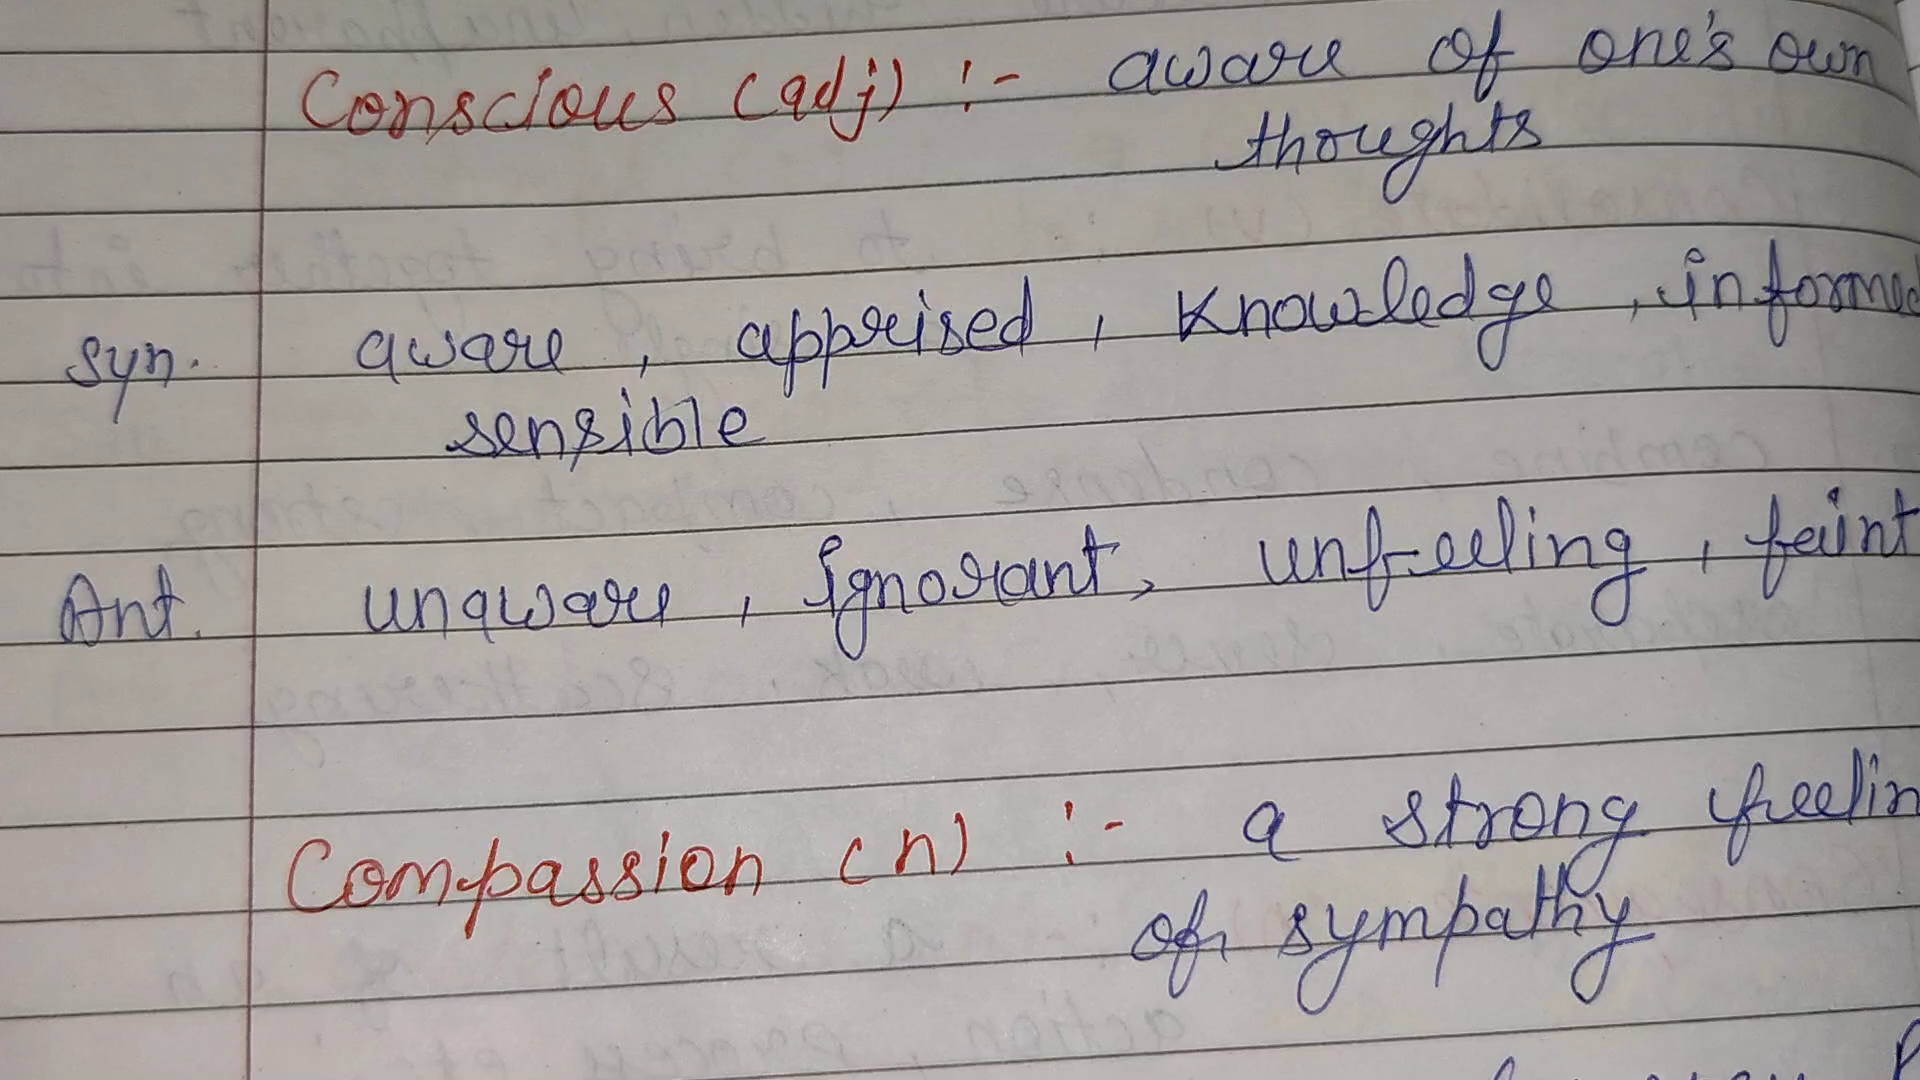 Conscious (adj) :- aware of one's own
thoughts
Syn. aware, apprised, Knowledge, informed
sensible
Ant. unaware, ignorant, unfeeling, feint
Compassion (n) :- a strong feelin
of sympathy